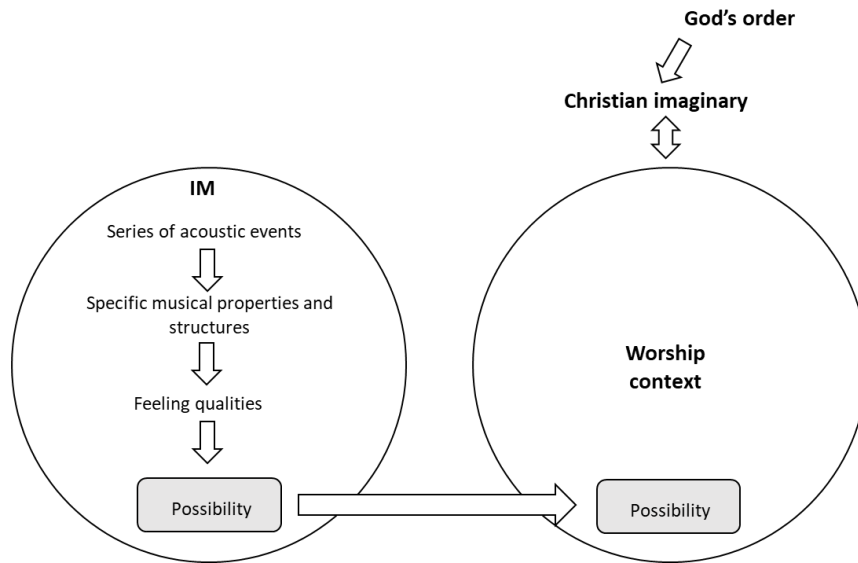 God's order
Christian imaginary
IM
Series of acoustic events
Specific musical properties and
structures
Feeling qualities
Possibility
Worship
context
Possibility